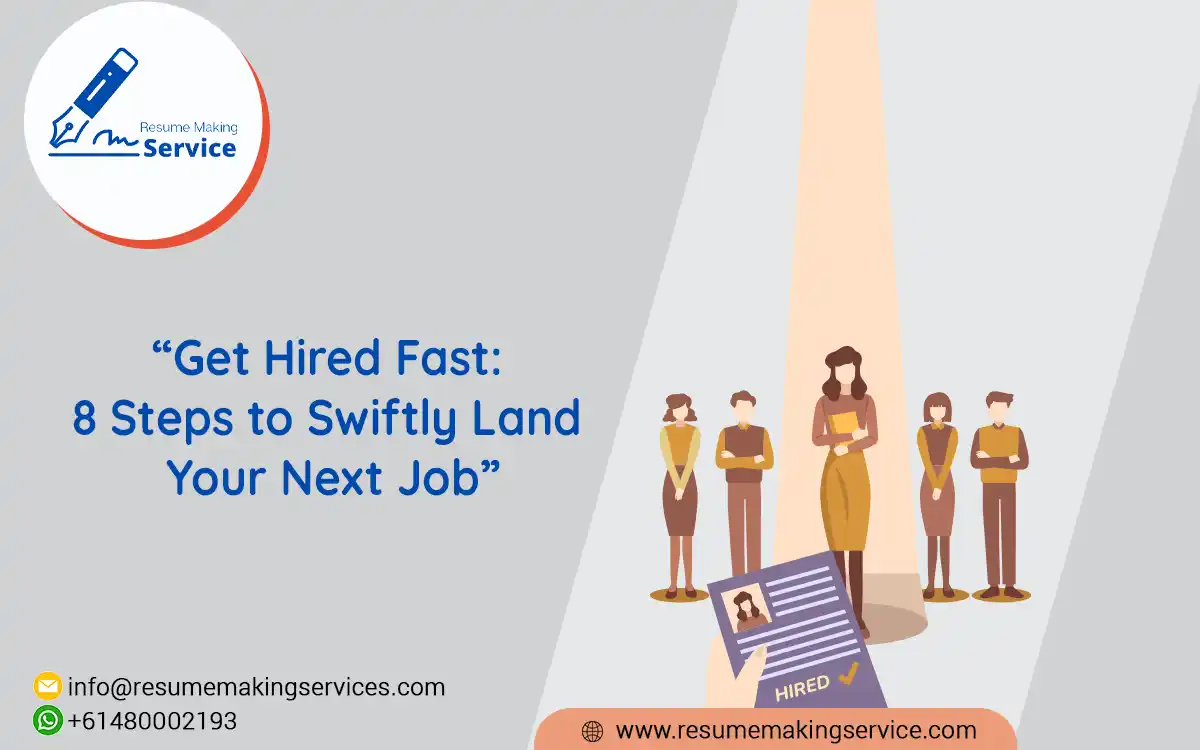 Resume Making
Service
“Get Hired Fast:
8 Steps to Swiftly Land
Your Next Job”
HIRED
info@resumemakingservices.com
+61480002193
www.resumemakingservice.com